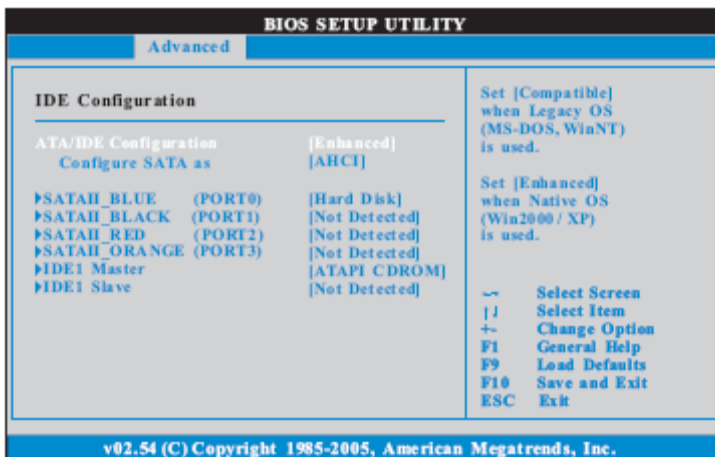 BIOS SETUP UTILITY
Advanced
IDE Configuration
ATA/IDE Configuration [Enhanced]
Configure SATA as [AHCI]
SATAII_BLUE (PORT0) [Hard Disk]
SATAII_BLACK (PORT1) [Not Detected]
SATAII_RED (PORT2) [Not Detected]
SATAII_ORANGE (PORT3) [Not Detected]
IDE1 Master [ATAPI CDROM]
IDE1 Slave [Not Detected]
Set [Compatible]
when Legacy OS
(MS-DOS, WinNT)
is used.
Set [Enhanced]
when Native OS
(Win2000 / XP)
is used.
Select Screen
↑↓ Select Item
+- Change Option
F1 General Help
F9 Load Defaults
F10 Save and Exit
ESC Exit
v02.54 (C) Copyright 1985-2005, American Megatrends, Inc.